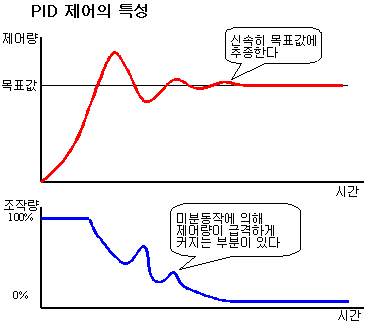 PID 제어의 특성
제어량
신속히 목표값에
추종한다
목표값
시간
조작량
100%
미분동작에 의해
제어량이 급격하게
커지는 부분이 있다
0%
시간